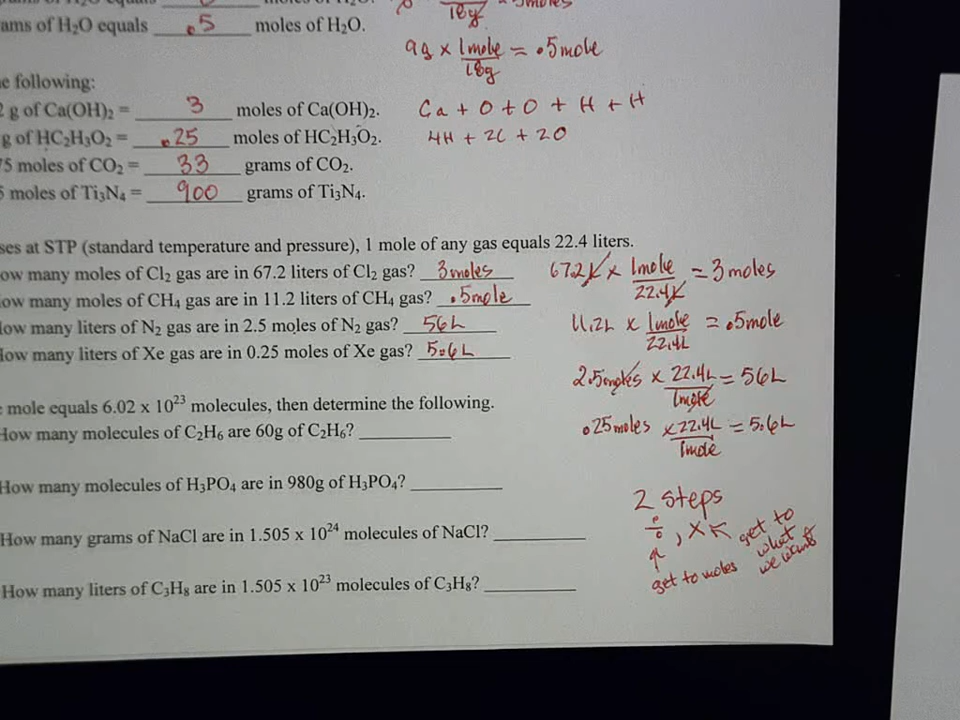 ams of H₂O equals .5 moles of H₂O.
18g
9g x 1mole/18g = .5mole
e following:
2 g of Ca(OH)₂ = 3 moles of Ca(OH)₂. Ca + O + O + H + H
g of HC₂H₃O₂ = .25 moles of HC₂H₃O₂. 4H + 2C + 2O
75 moles of CO₂ = 33 grams of CO₂.
5 moles of Ti₃N₄ = 900 grams of Ti₃N₄.
ses at STP (standard temperature and pressure), 1 mole of any gas equals 22.4 liters.
ow many moles of Cl₂ gas are in 67.2 liters of Cl₂ gas? 3moles 67.2L x 1mole/22.4L = 3moles
ow many moles of CH₄ gas are in 11.2 liters of CH₄ gas? .5mole 11.2L x 1mole/22.4L = .5mole
How many liters of N₂ gas are in 2.5 moles of N₂ gas? 56L 2.5moles x 22.4L/1mole = 56L
How many liters of Xe gas are in 0.25 moles of Xe gas? 5.6L .25moles x 22.4L/1mole = 5.6L
e mole equals 6.02 x 10²³ molecules, then determine the following.
How many molecules of C₂H₆ are 60g of C₂H₆?
How many molecules of H₃PO₄ are in 980g of H₃PO₄?
2 steps
÷, x
get to moles
get to what we want
How many grams of NaCl are in 1.505 x 10²⁴ molecules of NaCl?
How many liters of C₃H₈ are in 1.505 x 10²³ molecules of C₃H₈?